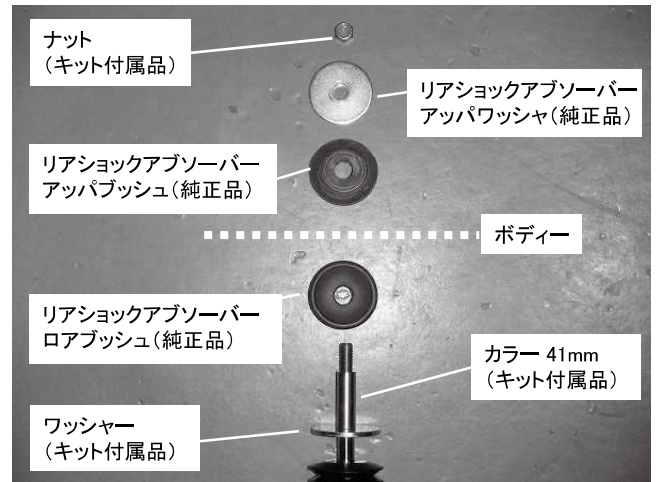 ナット
（キット付属品）
リアショックアブソーバー
アッパワッシャ（純正品）
リアショックアブソーバー
アッパブッシュ（純正品）
ボディー
リアショックアブソーバー
ロアブッシュ（純正品）
カラー 41mm
（キット付属品）
ワッシャー
（キット付属品）